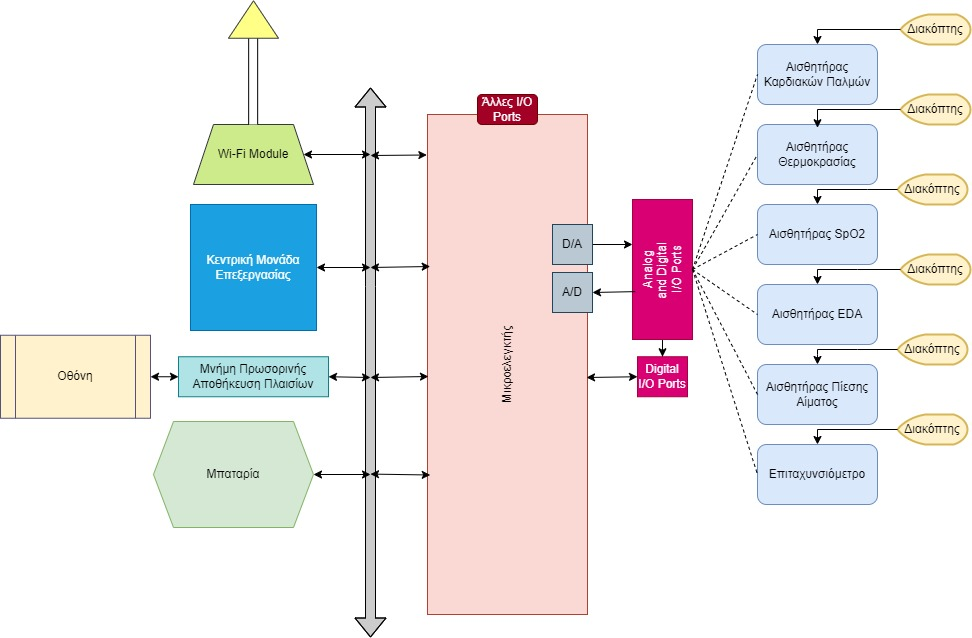 Διακόπτης
Αισθητήρας
Καρδιακών Παλμών
Άλλες I/O
Ports
Διακόπτης
Wi-Fi Module
Αισθητήρας
Θερμοκρασίας
Διακόπτης
Κεντρική Μονάδα
Επεξεργασίας
D/A
A/D
Analog
and Digital
I/O Ports
Αισθητήρας SpO2
Διακόπτης
Αισθητήρας EDA
Οθόνη
Μνήμη Πρωσορινής
Αποθήκευση Πλαισίων
Μικροελεγκτής
Digital
I/O Ports
Διακόπτης
Αισθητήρας Πίεσης
Αίματος
Διακόπτης
Μπαταρία
Επιταχυνσιόμετρο